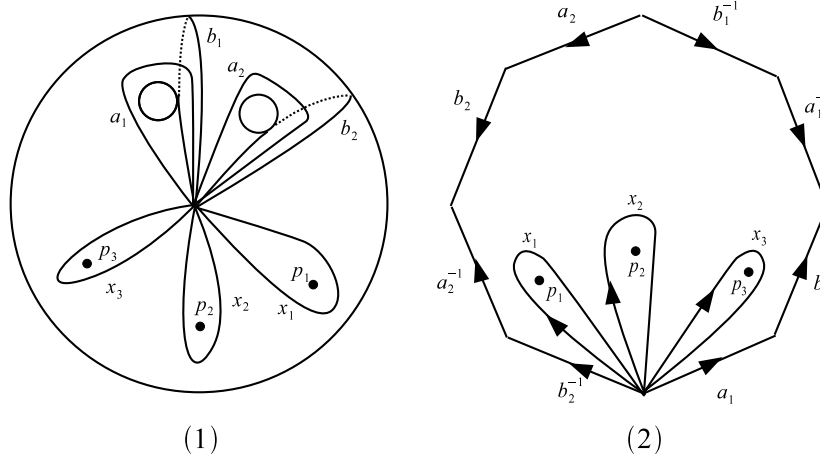 b₁
a₂
a₁
b₂
p₃
x₃
p₂
x₂
p₁
x₁
(1)
a₂
b₁⁻¹
b₂
a₁⁻
x₁
x₂
x₃
p₁
p₂
p₃
a₂⁻¹
b
b₂⁻¹
a₁
(2)